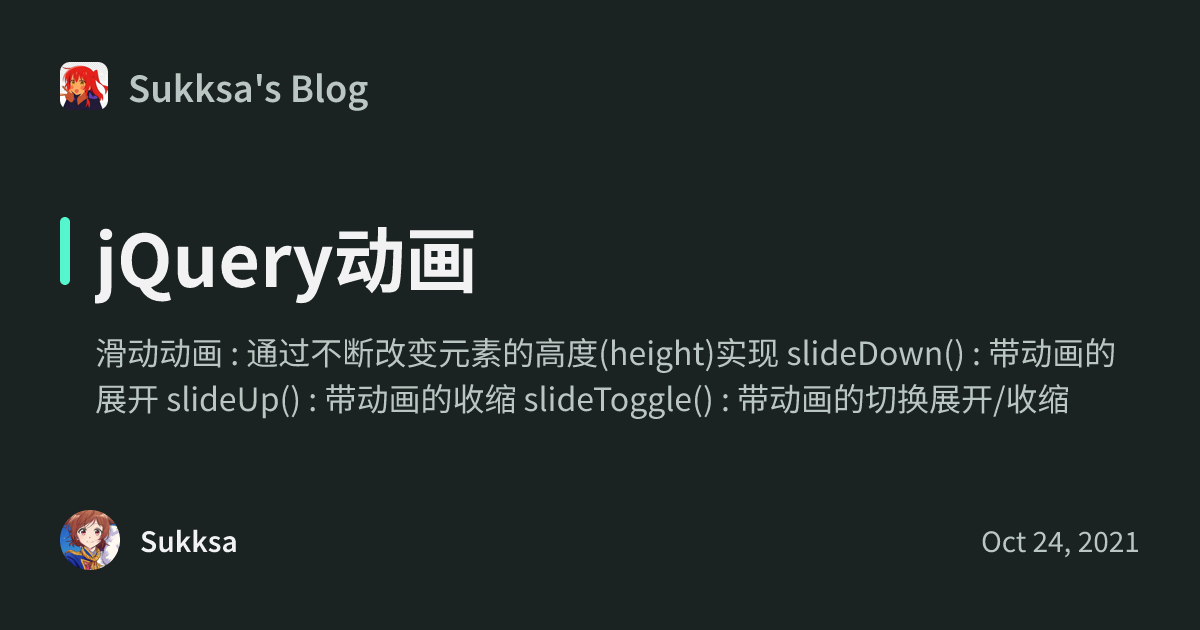 Sukksa's Blog
jQuery动画
滑动动画 : 通过不断改变元素的高度(height)实现 slideDown() : 带动画的
展开 slideUp() : 带动画的收缩 slideToggle() : 带动画的切换展开/收缩
Sukksa
Oct 24, 2021